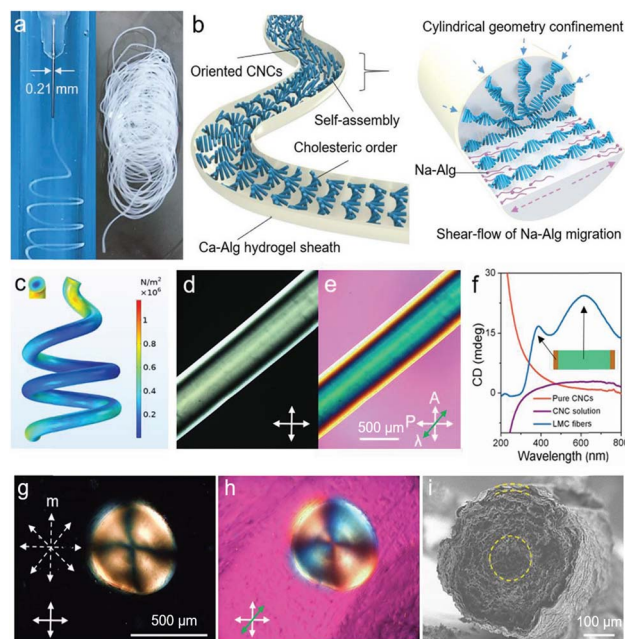 a
0.21 mm
b
Oriented CNCs
Self-assembly
Cholesteric order
Ca-Alg hydrogel sheath
Cylindrical geometry confinement
Na-Alg
Shear-flow of Na-Alg migration
c
N/m²
×10⁶
1
0.8
0.6
0.4
0.2
d
e
A
P
λ
500 μm
f
CD (mdeg)
30
15
0
Pure CNCs
CNC solution
LMC fibers
200
400
600
800
Wavelength (nm)
g
m
500 μm
h
i
100 μm